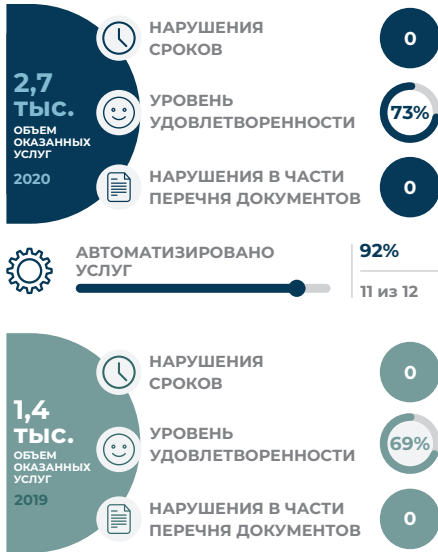 2,7
ТЫС.
ОБЪЕМ
ОКАЗАННЫХ
УСЛУГ
2020
НАРУШЕНИЯ
СРОКОВ
0
УРОВЕНЬ
УДОВЛЕТВОРЕННОСТИ
73%
НАРУШЕНИЯ В ЧАСТИ
ПЕРЕЧНЯ ДОКУМЕНТОВ
0
АВТОМАТИЗИРОВАНО
УСЛУГ
92%
11 из 12
1,4
ТЫС.
ОБЪЕМ
ОКАЗАННЫХ
УСЛУГ
2019
НАРУШЕНИЯ
СРОКОВ
0
УРОВЕНЬ
УДОВЛЕТВОРЕННОСТИ
69%
НАРУШЕНИЯ В ЧАСТИ
ПЕРЕЧНЯ ДОКУМЕНТОВ
0